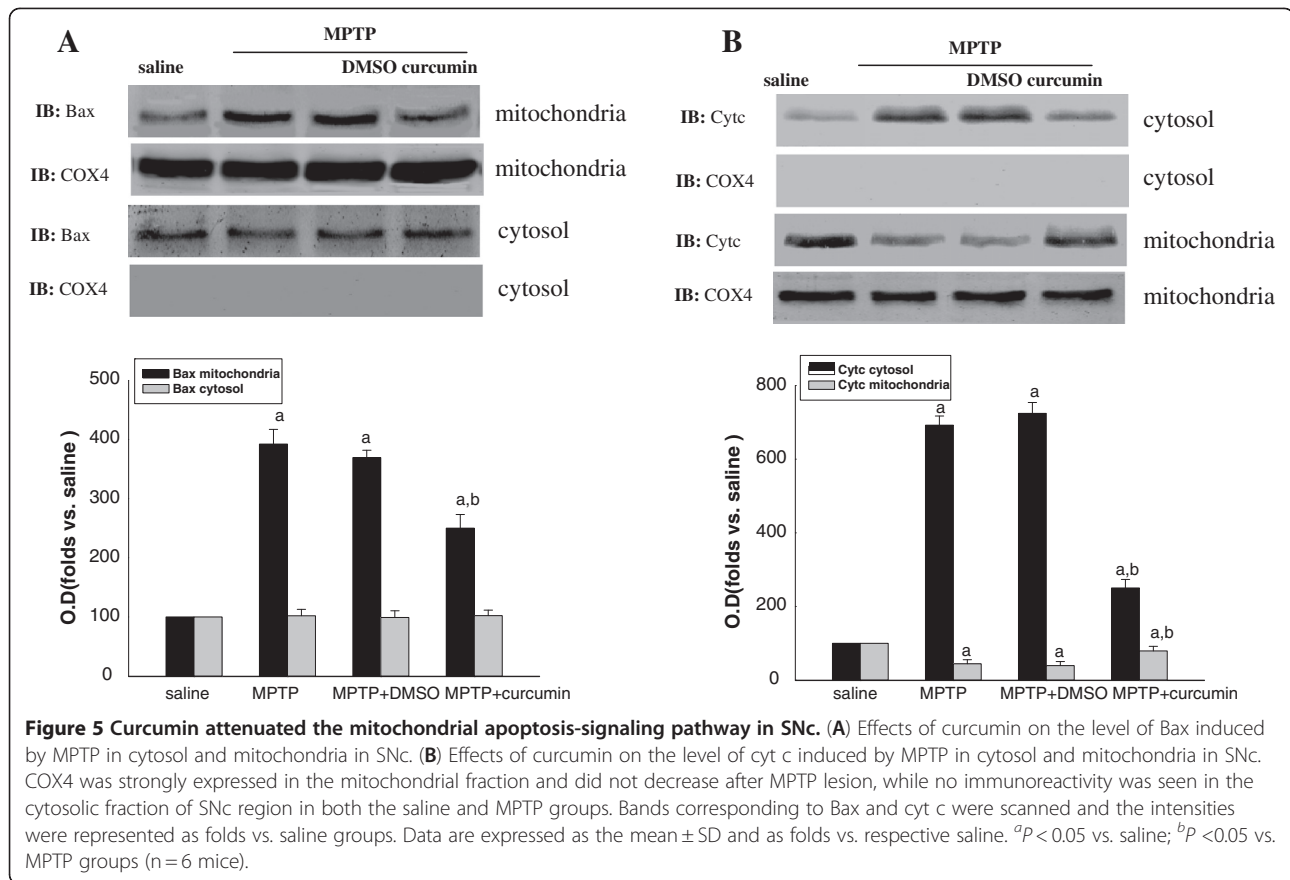 A
MPTP
saline DMSO curcumin
IB: Bax mitochondria
IB: COX4 mitochondria
IB: Bax cytosol
IB: COX4 cytosol
B
MPTP
saline DMSO curcumin
IB: Cytc cytosol
IB: COX4 cytosol
IB: Cytc mitochondria
IB: COX4 mitochondria
Bax mitochondria
Bax cytosol
O.D(folds vs. saline )
500
400
300
200
100
0
a
a
a,b
saline MPTP MPTP+DMSO MPTP+curcumin
Cytc cytosol
Cytc mitochondria
O.D(folds vs. saline )
800
600
400
200
0
a
a
a,b
a
a
a,b
saline MPTP MPTP+DMSO MPTP+curcumin
Figure 5 Curcumin attenuated the mitochondrial apoptosis-signaling pathway in SNc. (A) Effects of curcumin on the level of Bax induced
by MPTP in cytosol and mitochondria in SNc. (B) Effects of curcumin on the level of cyt c induced by MPTP in cytosol and mitochondria in SNc.
COX4 was strongly expressed in the mitochondrial fraction and did not decrease after MPTP lesion, while no immunoreactivity was seen in the
cytosolic fraction of SNc region in both the saline and MPTP groups. Bands corresponding to Bax and cyt c were scanned and the intensities
were represented as folds vs. saline groups. Data are expressed as the mean ± SD and as folds vs. respective saline. aP < 0.05 vs. saline; bP <0.05 vs.
MPTP groups (n = 6 mice).